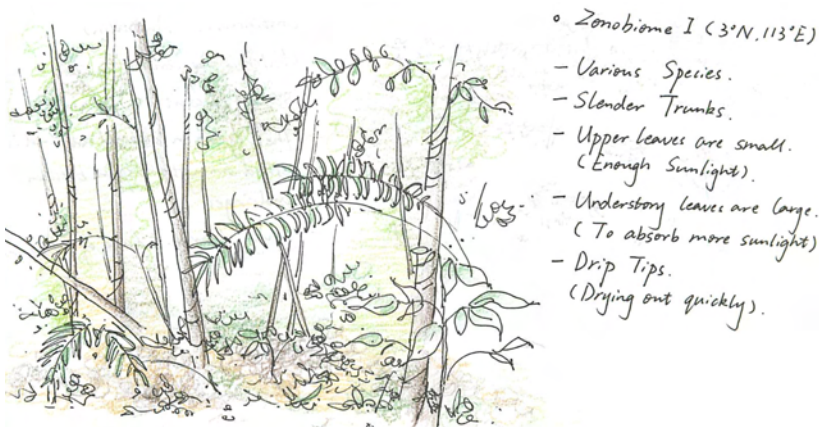 ∘ Zonobiome I (3°N, 113°E)
- Various Species.
- Slender Trunks.
- Upper leaves are small.
(Enough Sunlight).
- Understory leaves are large.
(To absorb more sunlight)
- Drip Tips.
(Drying out quickly).